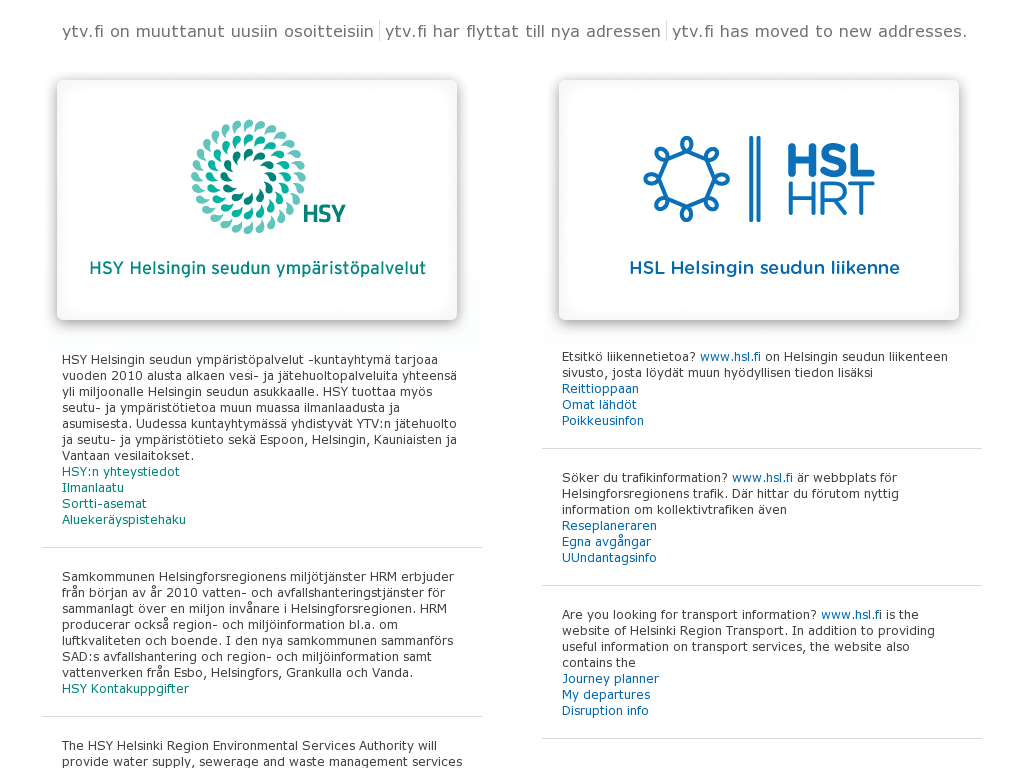 ytv.fi on muuttanut uusiin osoitteisiin ytv.fi har flyttat till nya adressen ytv.fi has moved to new addresses.
HSY
HSY Helsingin seudun ympäristöpalvelut
HSY Helsingin seudun ympäristöpalvelut -kuntayhtymä tarjoaa
vuoden 2010 alusta alkaen vesi- ja jätehuoltopalveluita yhteensä
yli miljoonalle Helsingin seudun asukkaalle. HSY tuottaa myös
seutu- ja ympäristötietoa muun muassa ilmanlaadusta ja
asumisesta. Uudessa kuntayhtymässä yhdistyvät YTV:n jätehuolto
ja seutu- ja ympäristötieto sekä Espoon, Helsingin, Kauniaisten ja
Vantaan vesilaitokset.
HSY:n yhteystiedot
Ilmanlaatu
Sortti-asemat
Aluekeräyspistehaku
Samkommunen Helsingforsregionens miljötjänster HRM erbjuder
från början av år 2010 vatten- och avfallshanteringstjänster för
sammanlagt över en miljon invånare i Helsingforsregionen. HRM
producerar också region- och miljöinformation bl.a. om
luftkvaliteten och boende. I den nya samkommunen sammanförs
SAD:s avfallshantering och region- och miljöinformation samt
vattenverken från Esbo, Helsingfors, Grankulla och Vanda.
HSY Kontakuppgifter
The HSY Helsinki Region Environmental Services Authority will
provide water supply, sewerage and waste management services
HSL
HRT
HSL Helsingin seudun liikenne
Etsitkö liikennetietoa? www.hsl.fi on Helsingin seudun liikenteen
sivusto, josta löydät muun hyödyllisen tiedon lisäksi
Reittioppaan
Omat lähdöt
Poikkeusinfon
Söker du trafikinformation? www.hsl.fi är webbplats för
Helsingforsregionens trafik. Där hittar du förutom nyttig
information om kollektivtrafiken även
Reseplaneraren
Egna avgångar
UUndantagsinfo
Are you looking for transport information? www.hsl.fi is the
website of Helsinki Region Transport. In addition to providing
useful information on transport services, the website also
contains the
Journey planner
My departures
Disruption info